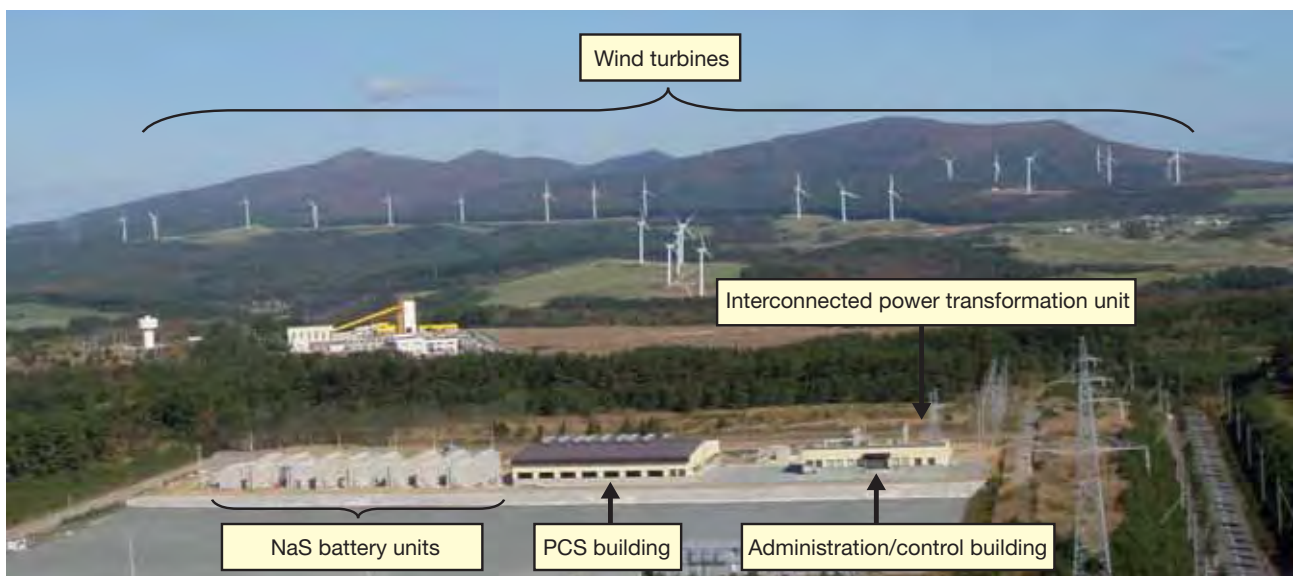 Wind turbines
Interconnected power transformation unit
NaS battery units
PCS building
Administration/control building